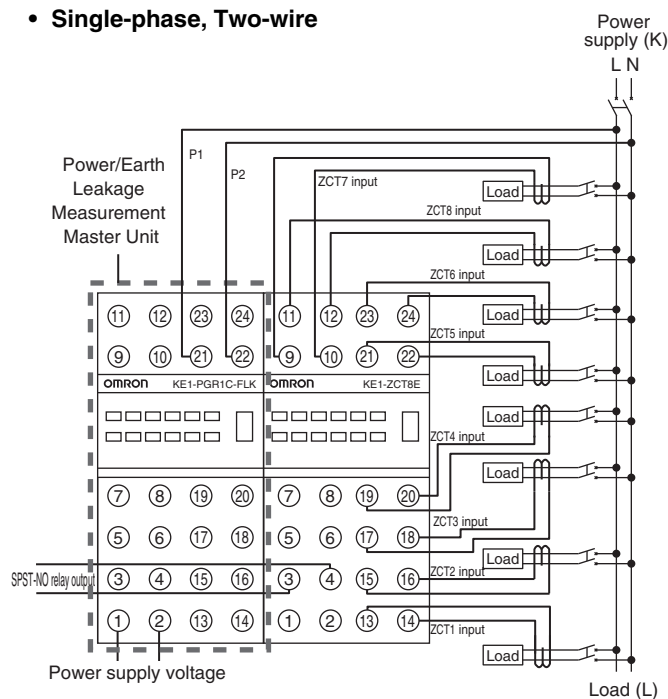 • Single-phase, Two-wire
Power
supply (K)
L N
P1
P2
Power/Earth
Leakage
Measurement
Master Unit
ZCT7 input
Load
ZCT8 input
Load
ZCT6 input
Load
11 12 23 24 11 12 23 24
ZCT5 input
9 10 21 22 9 10 21 22
Load
OMRON KE1-PGR1C-FLK OMRON KE1-ZCT8E
Load
ZCT4 input
Load
7 8 19 20 7 8 19 20
ZCT3 input
5 6 17 18 5 6 17 18
Load
ZCT2 input
SPST-NO relay output
3 4 15 16 3 4 15 16
1 2 13 14 1 2 13 14
ZCT1 input
Load
Power supply voltage
Load (L)